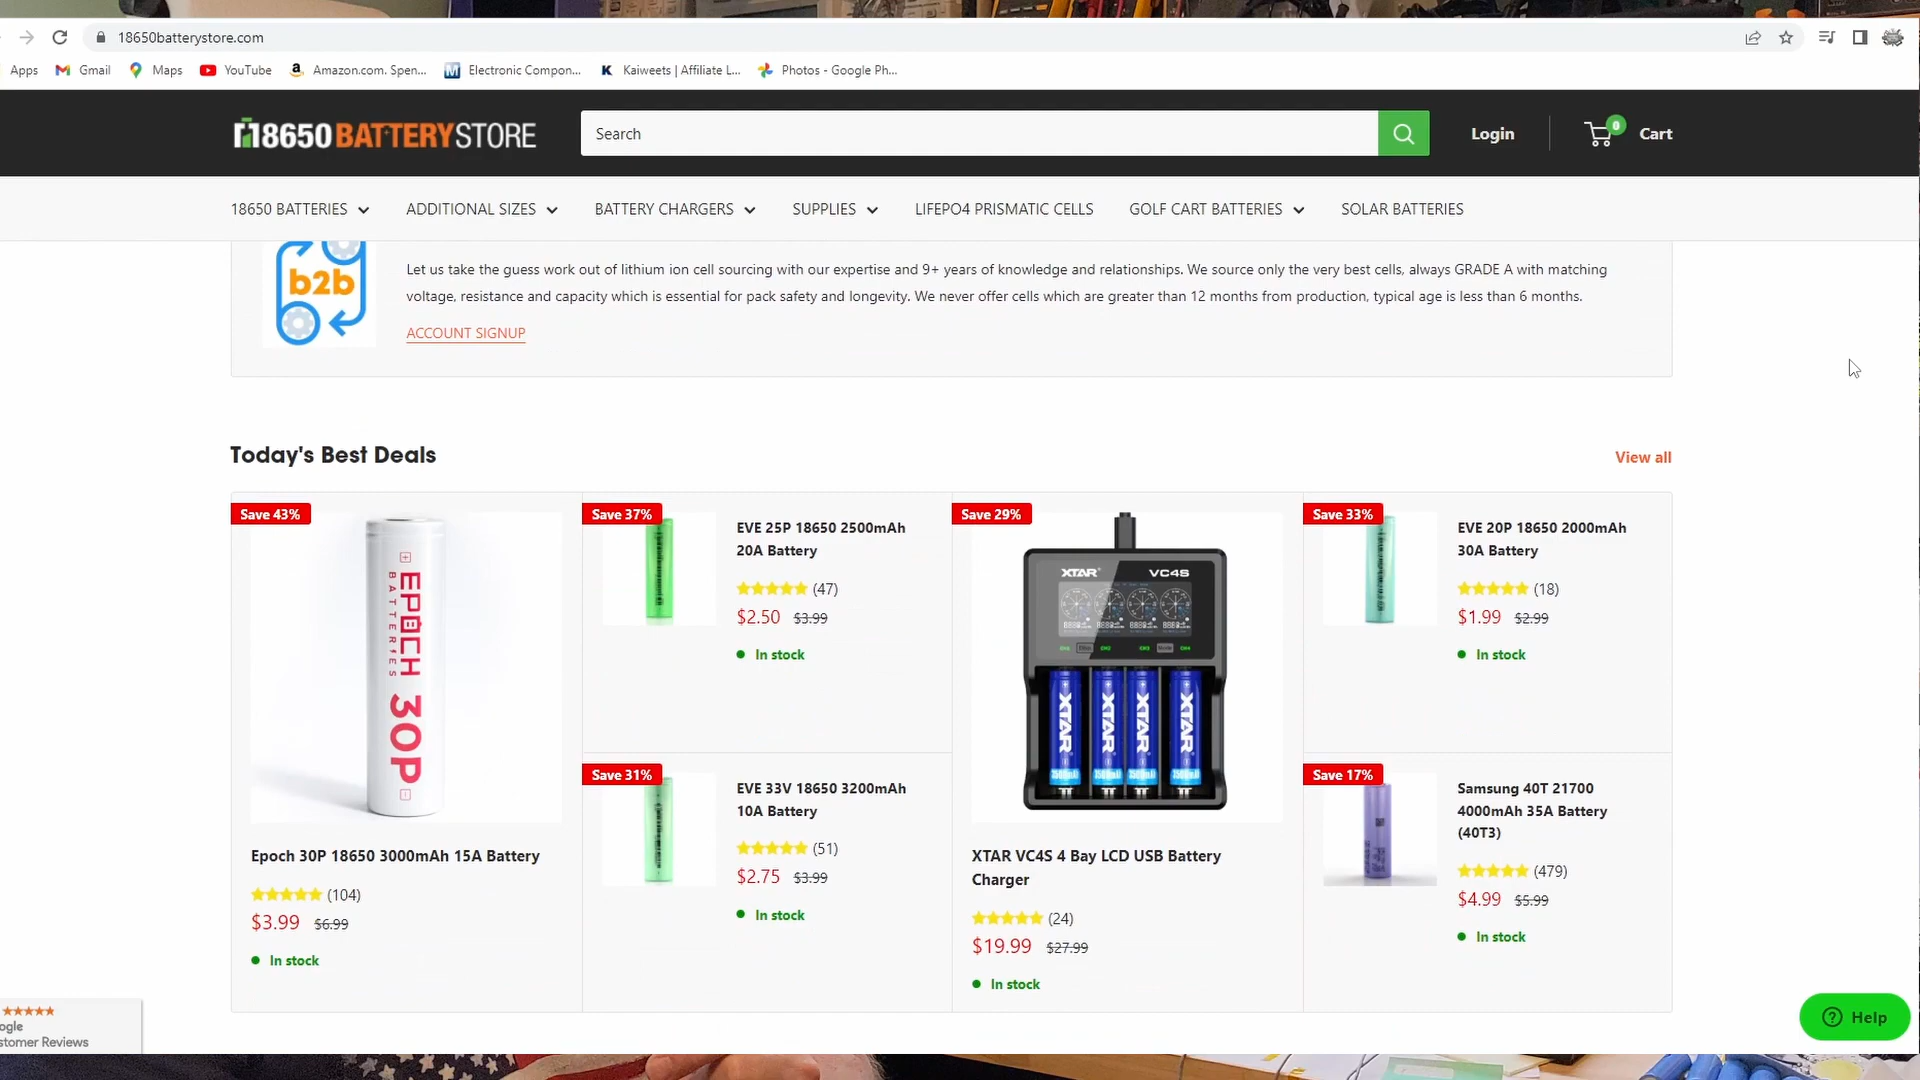 18650batterystore.com
Apps
Gmail
Maps
YouTube
Amazon.com. Spen...
Electronic Compon...
Kaiweets | Affiliate L...
Photos - Google Ph...
18650BATTERYSTORE
Search
Login
0
Cart
18650 BATTERIES
ADDITIONAL SIZES
BATTERY CHARGERS
SUPPLIES
LIFEPO4 PRISMATIC CELLS
GOLF CART BATTERIES
SOLAR BATTERIES
b2b
Let us take the guess work out of lithium ion cell sourcing with our expertise and 9+ years of knowledge and relationships. We source only the very best cells, always GRADE A with matching
voltage, resistance and capacity which is essential for pack safety and longevity. We never offer cells which are greater than 12 months from production, typical age is less than 6 months.
ACCOUNT SIGNUP
Today's Best Deals
View all
Save 43%
EPOCH 30P
BATTERIES
Epoch 30P 18650 3000mAh 15A Battery
(104)
$3.99 $6.99
In stock
Save 37%
EVE 25P 18650 2500mAh
20A Battery
(47)
$2.50 $3.99
In stock
Save 31%
EVE 33V 18650 3200mAh
10A Battery
(51)
$2.75 $3.99
In stock
Save 29%
XTAR VC4S
XTAR XTAR XTAR XTAR
XTAR VC4S 4 Bay LCD USB Battery
Charger
(24)
$19.99 $27.99
In stock
Save 33%
EVE 20P 18650 2000mAh
30A Battery
(18)
$1.99 $2.99
In stock
Save 17%
Samsung 40T 21700
4000mAh 35A Battery
(40T3)
(479)
$4.99 $5.99
In stock
ogle
stomer Reviews
Help